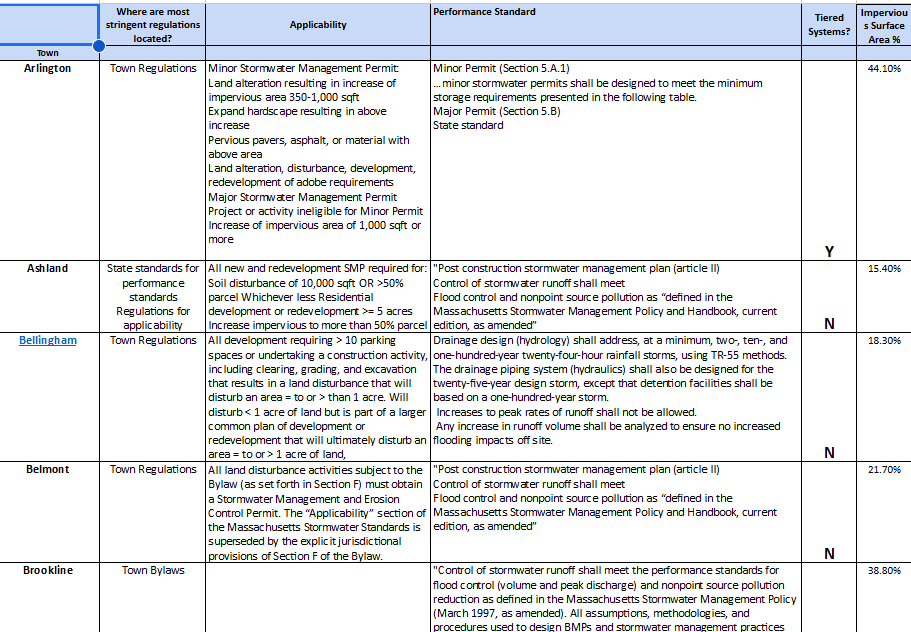 Where are most
stringent regulations
located?
Applicability
Performance Standard
Tiered
Systems?
Imperviou
s Surface
Area %
Town
Arlington
Town Regulations
Minor Stormwater Management Permit:
Land alteration resulting in increase of
impervious area 350-1,000 sqft
Expand hardscape resulting in above
increase
Pervious pavers, asphalt, or material with
above area
Land alteration, disturbance, development,
redevelopment of adobe requirements
Major Stormwater Management Permit
Project or activity ineligible for Minor Permit
Increase of impervious area of 1,000 sqft or
more
Minor Permit (Section 5.A.1)
...minor stormwater permits shall be designed to meet the minimum
storage requirements presented in the following table.
Major Permit (Section 5.B)
State standard
Y
44.10%
Ashland
State standards for
performance
standards
Regulations for
applicability
All new and redevelopment SMP required for:
Soil disturbance of 10,000 sqft OR >50%
parcel Whichever less Residential
development or redevelopment >= 5 acres
Increase impervious to more than 50% parcel
"Post construction stormwater management plan (article II)
Control of stormwater runoff shall meet
Flood control and nonpoint source pollution as “defined in the
Massachusetts Stormwater Management Policy and Handbook, current
edition, as amended”
N
15.40%
Bellingham
Town Regulations
All development requiring > 10 parking
spaces or undertaking a construction activity,
including clearing, grading, and excavation
that results in a land disturbance that will
disturb an area = to or > than 1 acre. Will
disturb < 1 acre of land but is part of a larger
common plan of development or
redevelopment that will ultimately disturb an
area = to or > 1 acre of land,
Drainage design (hydrology) shall address, at a minimum, two-, ten-, and
one-hundred-year twenty-four-hour rainfall storms, using TR-55 methods.
The drainage piping system (hydraulics) shall also be designed for the
twenty-five-year design storm, except that detention facilities shall be
based on a one-hundred-year storm.
Increases to peak rates of runoff shall not be allowed.
Any increase in runoff volume shall be analyzed to ensure no increased
flooding impacts off site.
N
18.30%
Belmont
Town Regulations
All land disturbance activities subject to the
Bylaw (as set forth in Section F) must obtain
a Stormwater Management and Erosion
Control Permit. The “Applicability” section of
the Massachusetts Stormwater Standards is
superseded by the explicit jurisdictional
provisions of Section F of the Bylaw.
"Post construction stormwater management plan (article II)
Control of stormwater runoff shall meet
Flood control and nonpoint source pollution as “defined in the
Massachusetts Stormwater Management Policy and Handbook, current
edition, as amended”
N
21.70%
Brookline
Town Bylaws
"Control of stormwater runoff shall meet the performance standards for
flood control (volume and peak discharge) and nonpoint source pollution
reduction as defined in the Massachusetts Stormwater Management Policy
(March 1997, as amended). All assumptions, methodologies, and
procedures used to design BMPs and stormwater management practices
38.80%